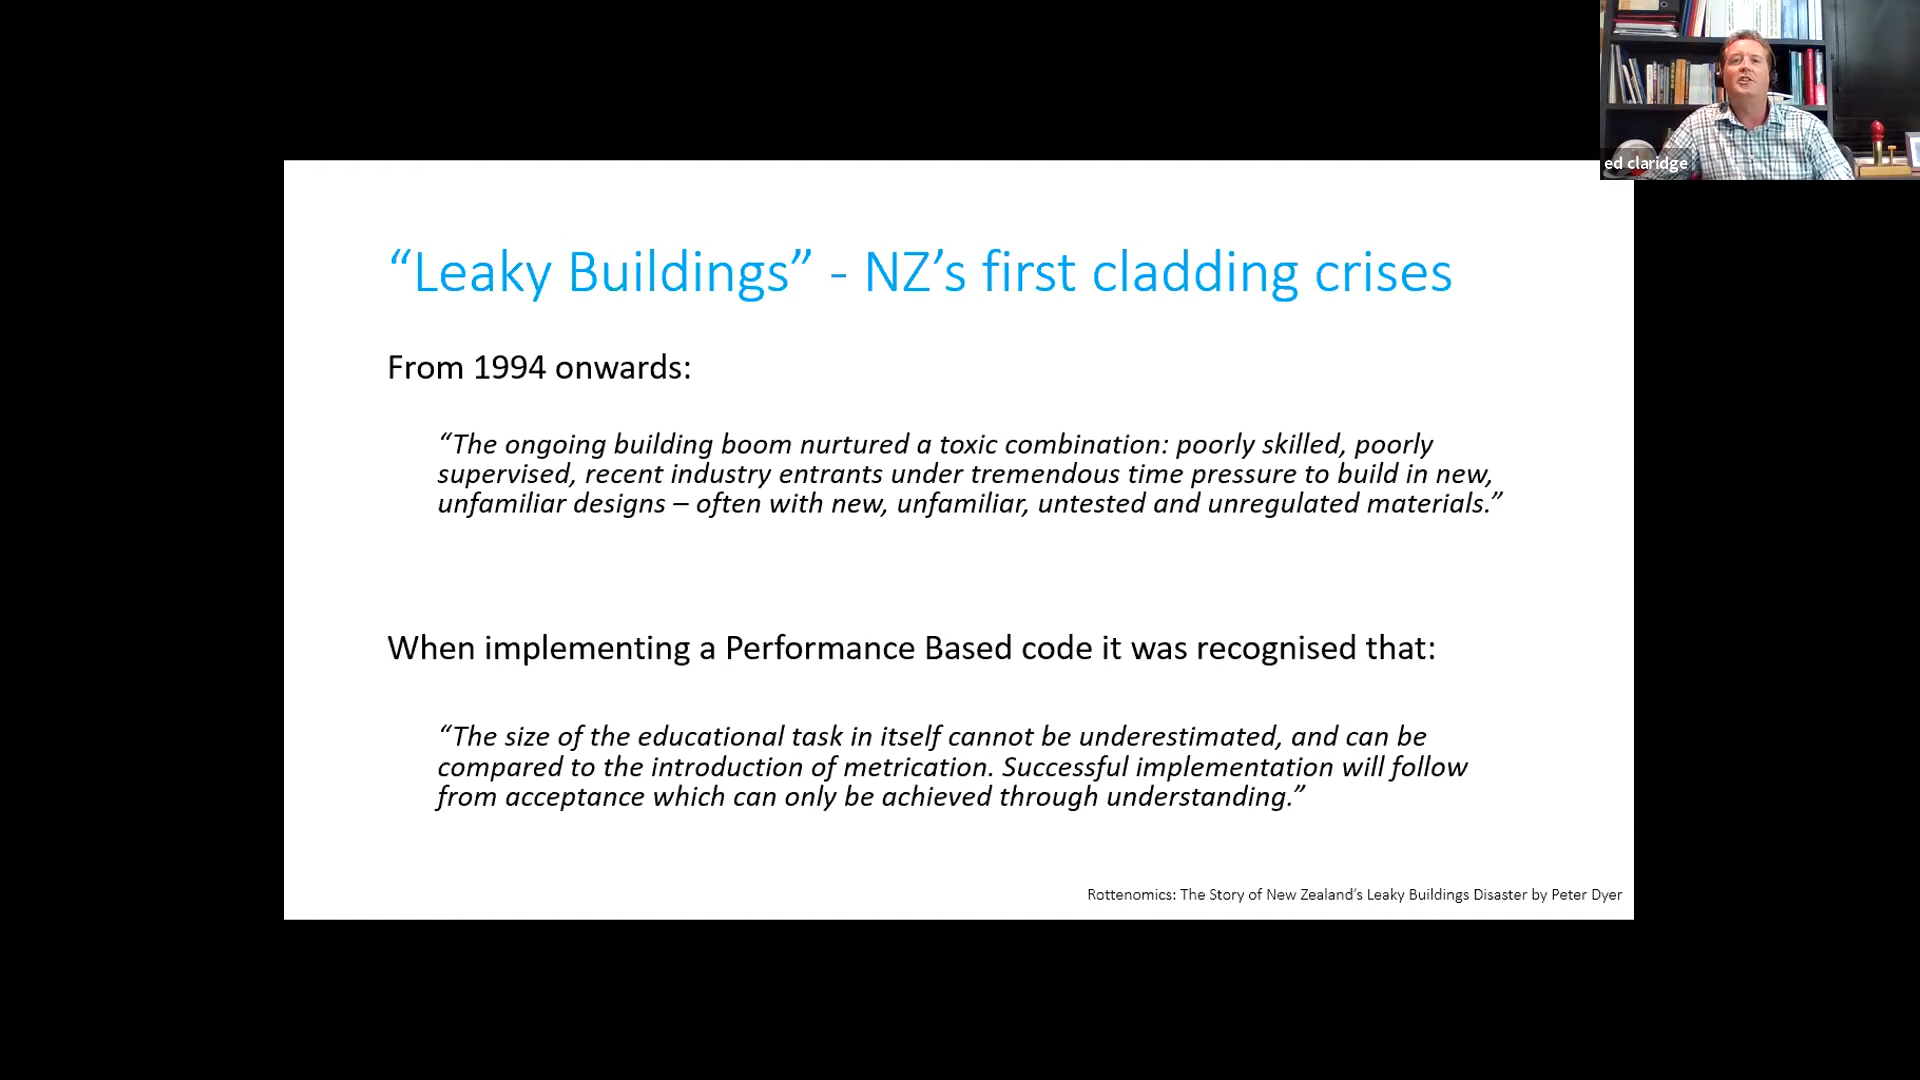 ed claridge
“Leaky Buildings” - NZ’s first cladding crises
From 1994 onwards:
“The ongoing building boom nurtured a toxic combination: poorly skilled, poorly
supervised, recent industry entrants under tremendous time pressure to build in new,
unfamiliar designs – often with new, unfamiliar, untested and unregulated materials.”
When implementing a Performance Based code it was recognised that:
“The size of the educational task in itself cannot be underestimated, and can be
compared to the introduction of metrication. Successful implementation will follow
from acceptance which can only be achieved through understanding.”
Rottenomics: The Story of New Zealand’s Leaky Buildings Disaster by Peter Dyer